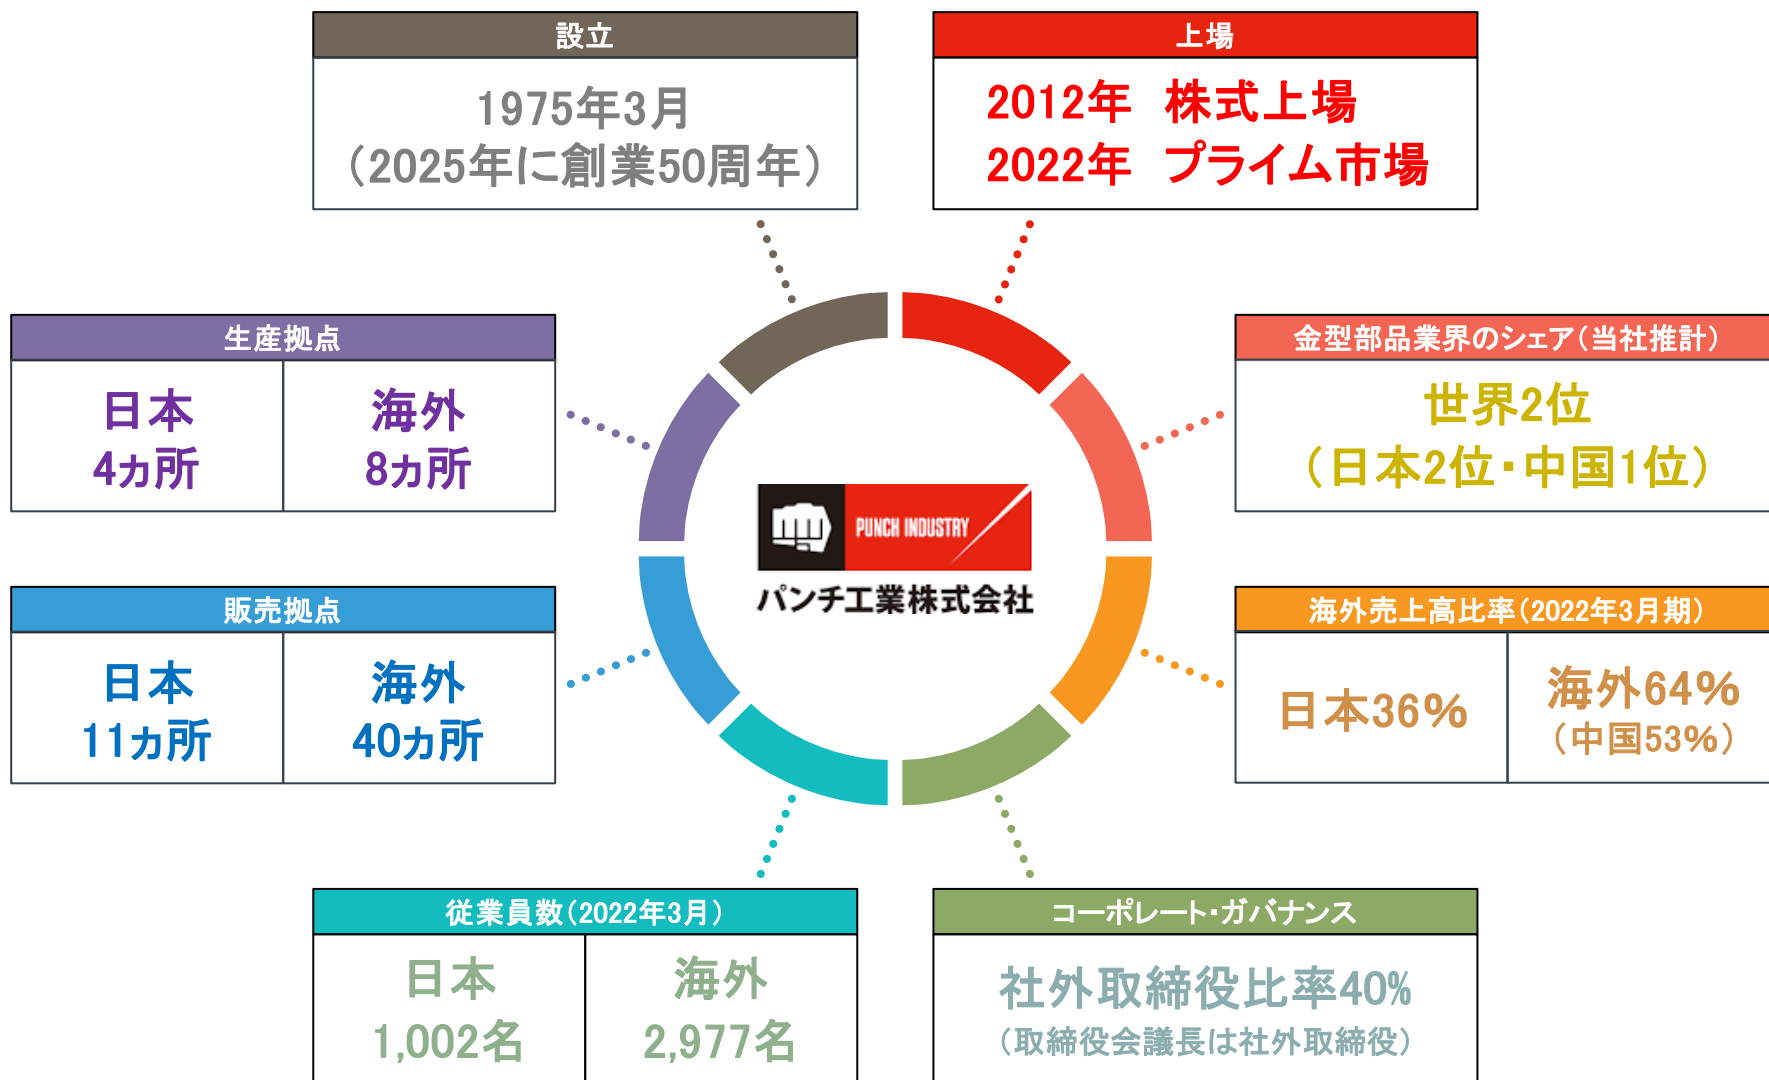 設立
1975年3月
（2025年に創業50周年）
上場
2012年 株式上場
2022年 プライム市場
生産拠点
日本
4ヵ所
海外
8ヵ所
金型部品業界のシェア（当社推計）
世界2位
（日本2位・中国1位）
PUNCH INDUSTRY
パンチ工業株式会社
販売拠点
日本
11ヵ所
海外
40ヵ所
海外売上高比率（2022年3月期）
日本36%
海外64%
（中国53%）
従業員数（2022年3月）
日本
1,002名
海外
2,977名
コーポレート・ガバナンス
社外取締役比率40%
（取締役会議長は社外取締役）